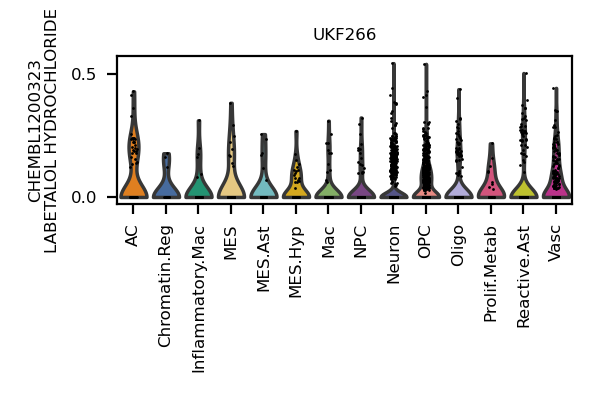 UKF266
CHEMBL1200323
LABETALOL HYDROCHLORIDE
0.5
0.0
AC
Chromatin.Reg
Inflammatory.Mac
MES
MES.Ast
MES.Hyp
Mac
NPC
Neuron
OPC
Oligo
Prolif.Metab
Reactive.Ast
Vasc